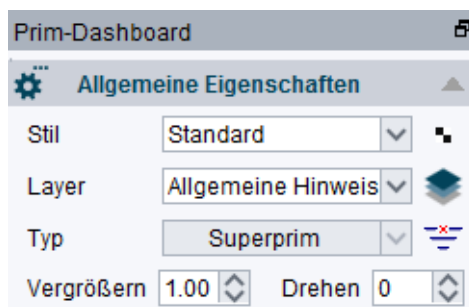 Prim-Dashboard
Allgemeine Eigenschaften
Stil Standard
Layer Allgemeine Hinweis
Typ Superprim
Vergrößern 1.00 Drehen 0